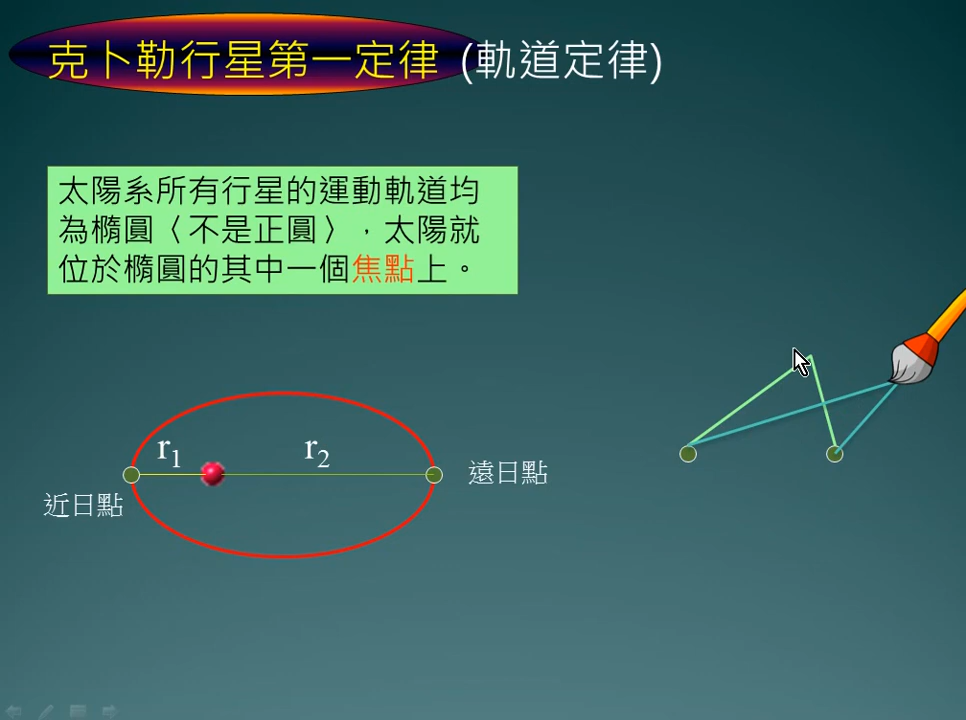 克卜勒行星第一定律 (軌道定律)
太陽系所有行星的運動軌道均
為橢圓〈不是正圓〉，太陽就
位於橢圓的其中一個焦點上。
r1
r2
近日點
遠日點